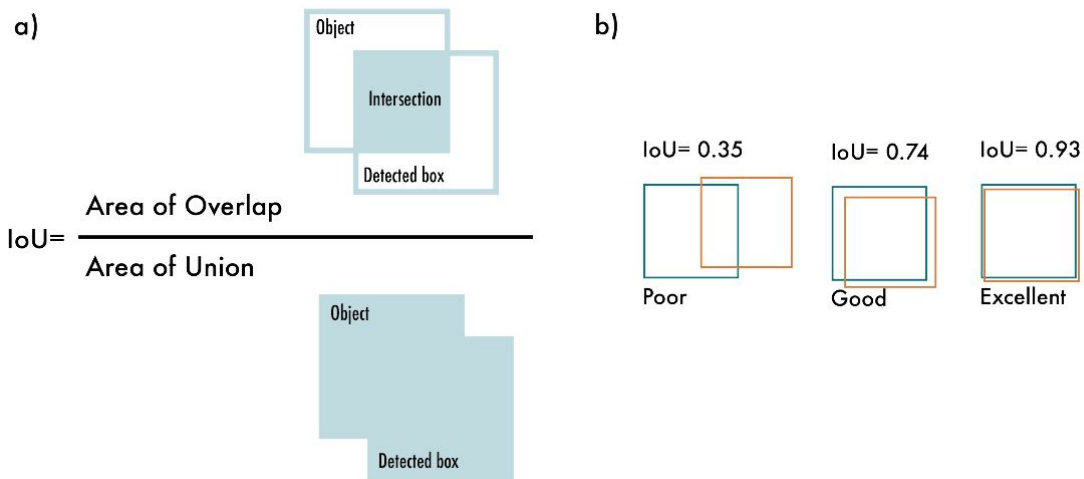 a)
Object
Intersection
Detected box
IoU=
Area of Overlap
Area of Union
Object
Detected box
b)
IoU= 0.35
IoU= 0.74
IoU= 0.93
Poor
Good
Excellent